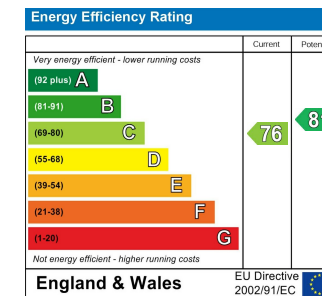 Energy Efficiency Rating
Current
Very energy efficient - lower running costs
(92 plus) A
(81-91) B
(69-80) C
(55-68) D
(39-54) E
(21-38) F
(1-20) G
76
Not energy efficient - higher running costs
England & Wales
EU Directive
2002/91/EC